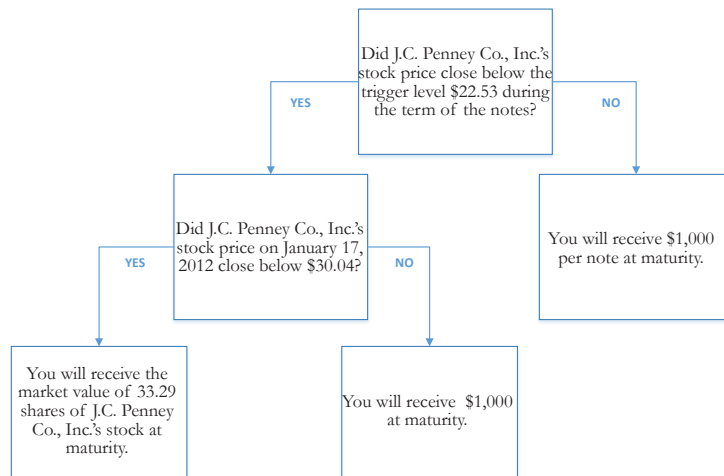 Did J.C. Penney Co., Inc.'s
stock price close below the
trigger level $22.53 during
the term of the notes?
YES
NO
Did J.C. Penney Co., Inc.'s
stock price on January 17,
2012 close below $30.04?
You will receive $1,000
per note at maturity.
YES
NO
You will receive the
market value of 33.29
shares of J.C. Penney
Co., Inc.'s stock at
maturity.
You will receive $1,000
at maturity.